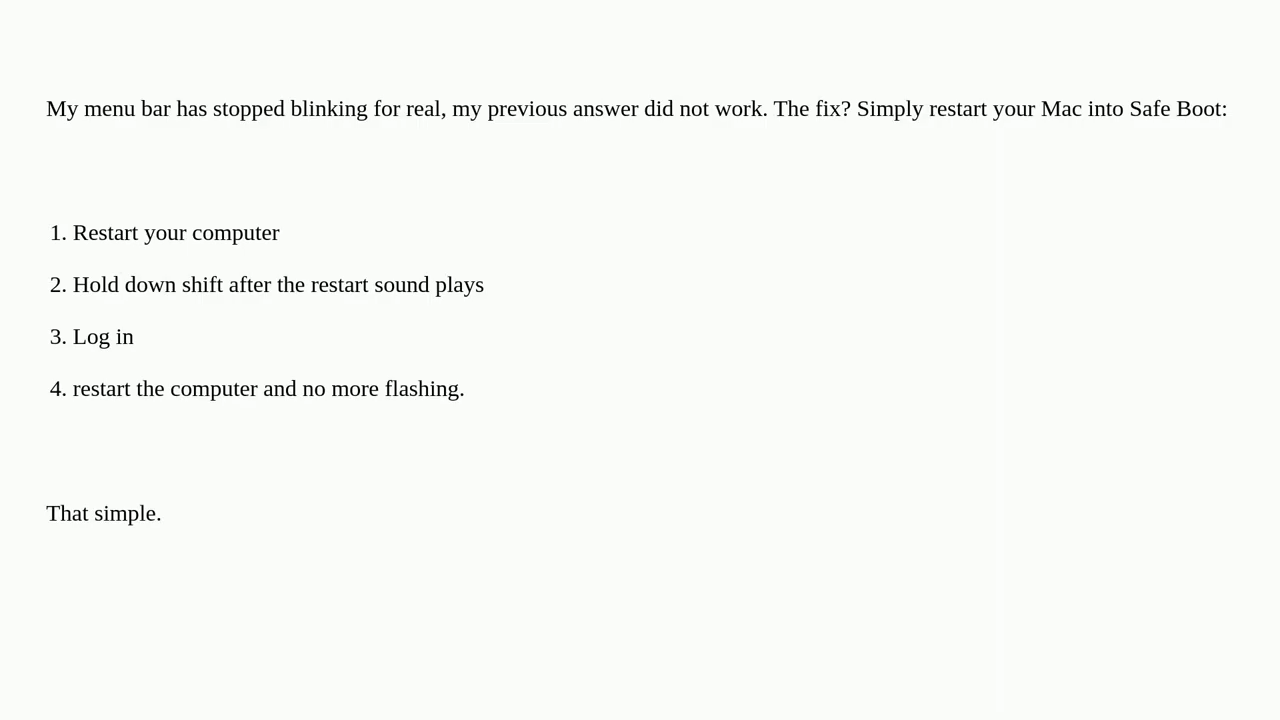 My menu bar has stopped blinking for real, my previous answer did not work. The fix? Simply restart your Mac into Safe Boot:
1. Restart your computer
2. Hold down shift after the restart sound plays
3. Log in
4. restart the computer and no more flashing.
That simple.